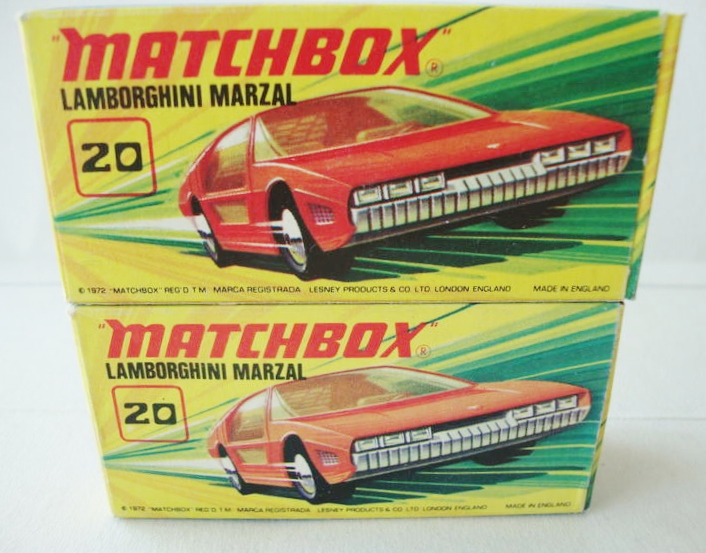 "MATCHBOX"®
LAMBORGHINI MARZAL
20
© 1972 "MATCHBOX" REG'D T M MARCA REGISTRADA LESNEY PRODUCTS & CO. LTD. LONDON ENGLAND MADE IN ENGLAND
"MATCHBOX"®
LAMBORGHINI MARZAL
20
© 1972 "MATCHBOX" REG'D T M MARCA REGISTRADA LESNEY PRODUCTS & CO. LTD. LONDON ENGLAND MADE IN ENGLAND